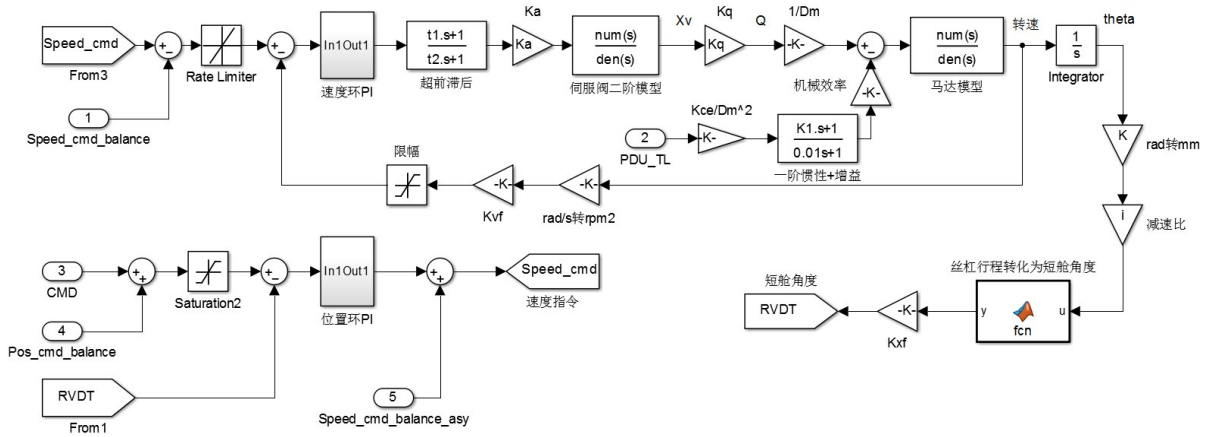 Speed_cmd
From3
+
-
1
Speed_cmd_balance
Rate Limiter
+
-
In1Out1
速度环PI
t1.s+1
t2.s+1
超前滞后
Ka
Ka
num(s)
den(s)
伺服阀二阶模型
Xv
Kq
Kq
Q
1/Dm
-K-
+
-
机械效率
-K-
num(s)
den(s)
马达模型
转速
1
s
Integrator
theta
K
rad转mm
i
减速比
Kce/Dm^2
2
PDU_TL
-K-
K1.s+1
0.01s+1
一阶惯性+增益
限幅
-K-
Kvf
-K-
rad/s转rpm2
3
CMD
4
Pos_cmd_balance
+
+
Saturation2
+
-
In1Out1
位置环PI
+
+
Speed_cmd
速度指令
RVDT
From1
5
Speed_cmd_balance_asy
短舱角度
RVDT
-K-
Kxf
丝杠行程转化为短舱角度
y
fcn
u